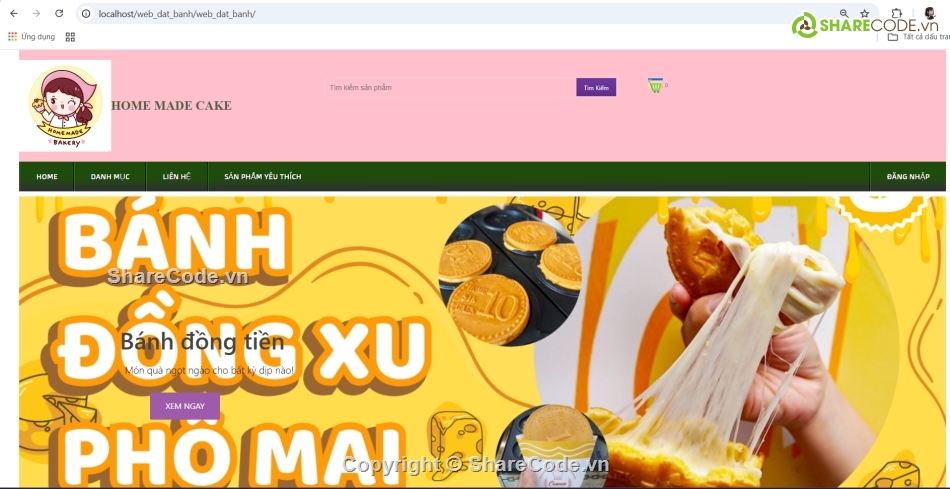 localhost/web_dat_banh/web_dat_banh/
SHARECODE.vn
Ứng dụng
Tất cả dấu tran
HOMEMADE
BAKERY
HOME MADE CAKE
Tìm kiếm sản phẩm
Tìm Kiếm
0
HOME
DANH MỤC
LIÊN HỆ
SẢN PHẨM YÊU THÍCH
ĐĂNG NHẬP
BÁNH
ShareCode.vn
ĐỒNG XU
Bánh đồng tiền
Món quà ngọt ngào cho bất kỳ dịp nào!
XEM NGAY
PHÔ MAI
10
Copyright © ShareCode.vn